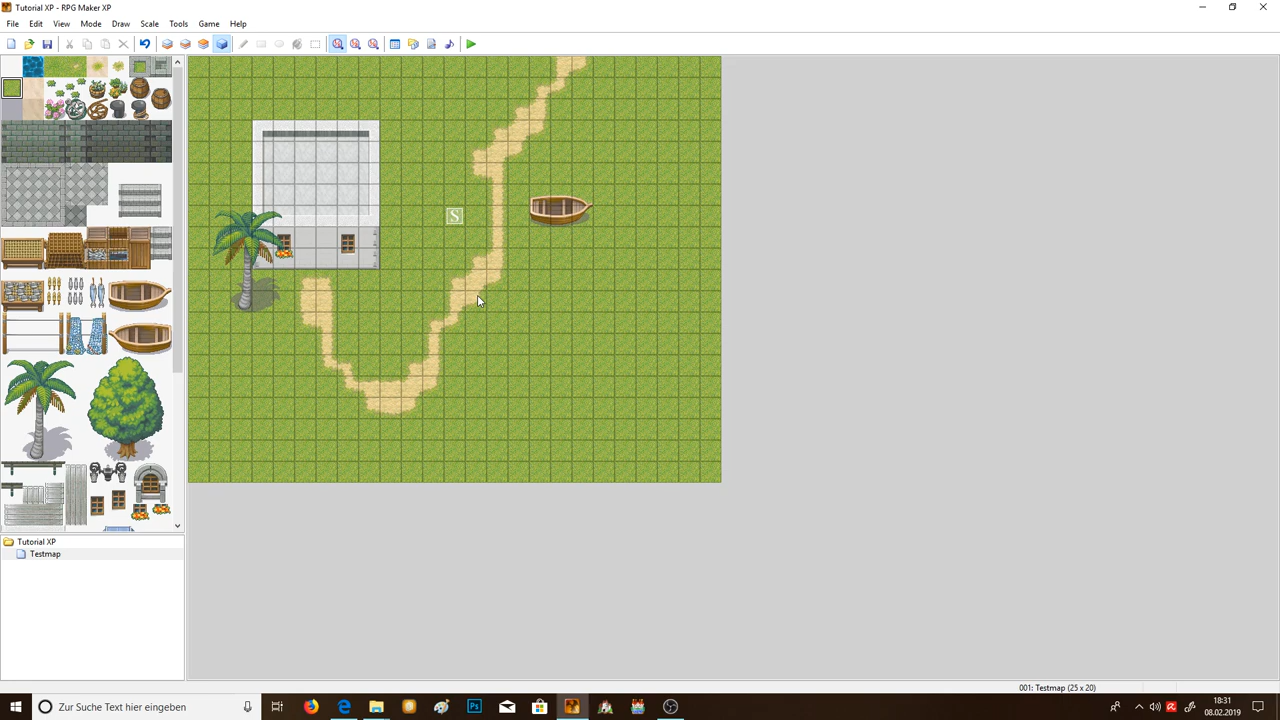 Tutorial XP - RPG Maker XP
File Edit View Mode Draw Scale Tools Game Help
S
Tutorial XP
Testmap
001: Testmap (25 x 20)
Zur Suche Text hier eingeben
Ps
18:31
08.02.2019